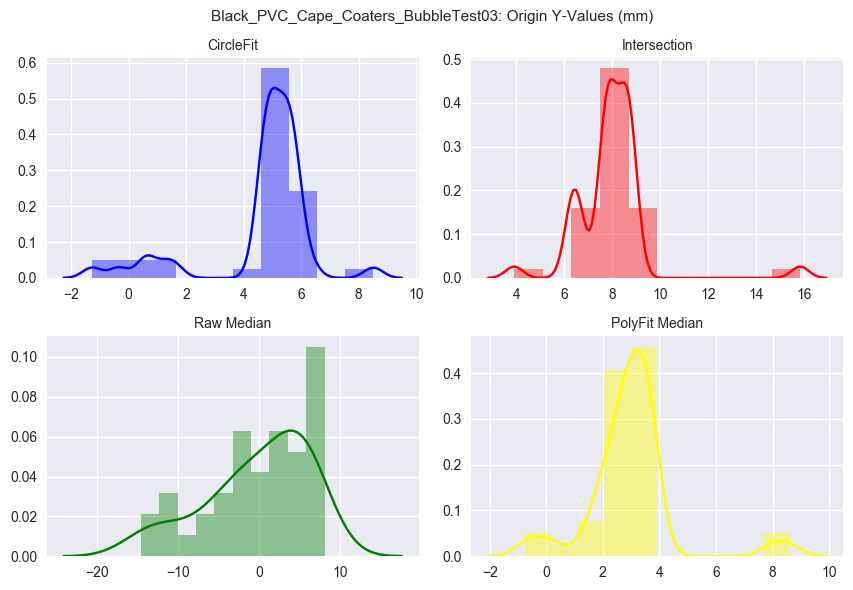 Black_PVC_Cape_Coaters_BubbleTest03: Origin Y-Values (mm)
CircleFit
Intersection
0.6
0.5
0.4
0.3
0.2
0.1
0.0
−2 0 2 4 6 8 10
0.5
0.4
0.3
0.2
0.1
0.0
4 6 8 10 12 14 16
Raw Median
PolyFit Median
0.10
0.08
0.06
0.04
0.02
0.00
−20 −10 0 10
0.4
0.3
0.2
0.1
0.0
−2 0 2 4 6 8 10